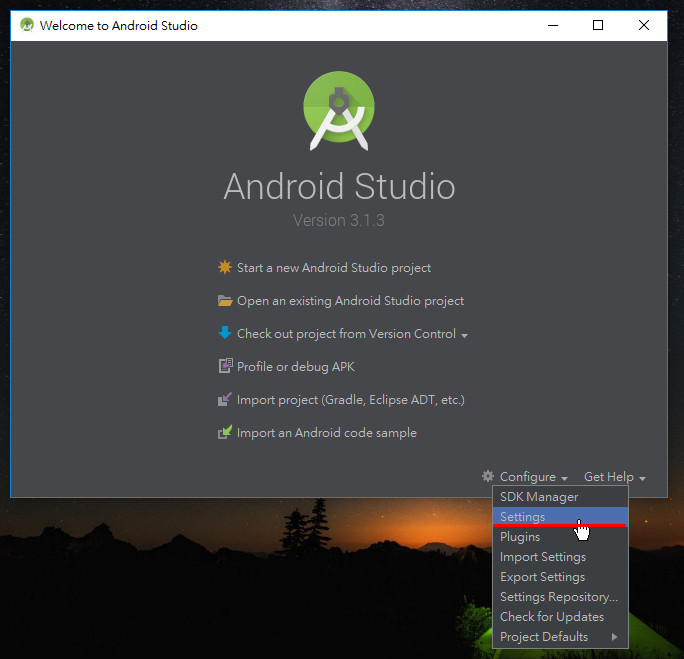 Welcome to Android Studio
Android Studio
Version 3.1.3
Start a new Android Studio project
Open an existing Android Studio project
Check out project from Version Control
Profile or debug APK
Import project (Gradle, Eclipse ADT, etc.)
Import an Android code sample
Configure Get Help
SDK Manager
Settings
Plugins
Import Settings
Export Settings
Settings Repository...
Check for Updates
Project Defaults